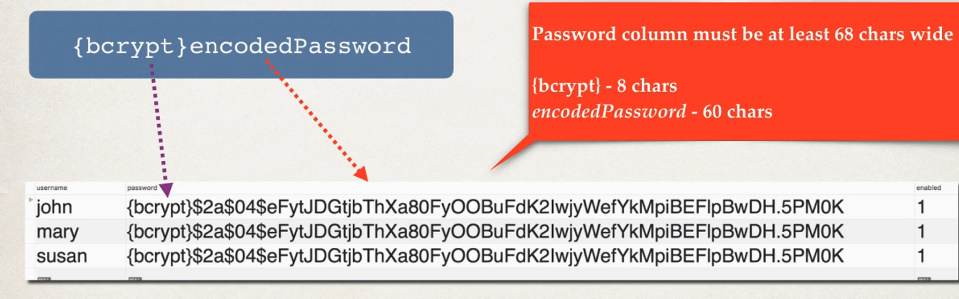 {bcrypt}encodedPassword
Password column must be at least 68 chars wide
{bcrypt} - 8 chars
encodedPassword - 60 chars
username password enabled
john {bcrypt}$2a$04$eFytJDGtjbThXa80FyOOBuFdK2IwjyWefYkMpiBEFlpBwDH.5PM0K 1
mary {bcrypt}$2a$04$eFytJDGtjbThXa80FyOOBuFdK2IwjyWefYkMpiBEFlpBwDH.5PM0K 1
susan {bcrypt}$2a$04$eFytJDGtjbThXa80FyOOBuFdK2IwjyWefYkMpiBEFlpBwDH.5PM0K 1